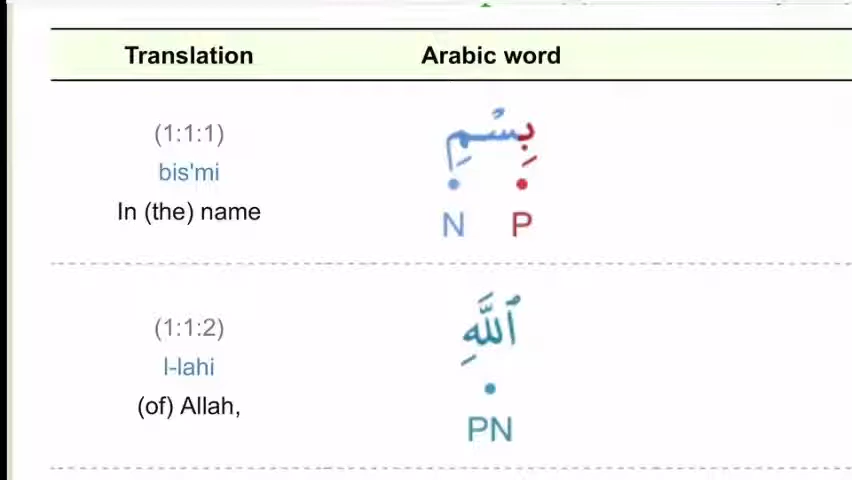 Translation Arabic word
(1:1:1)
bis'mi
In (the) name
بِسْمِ
N P
(1:1:2)
l-lahi
(of) Allah,
ٱللَّهِ
PN